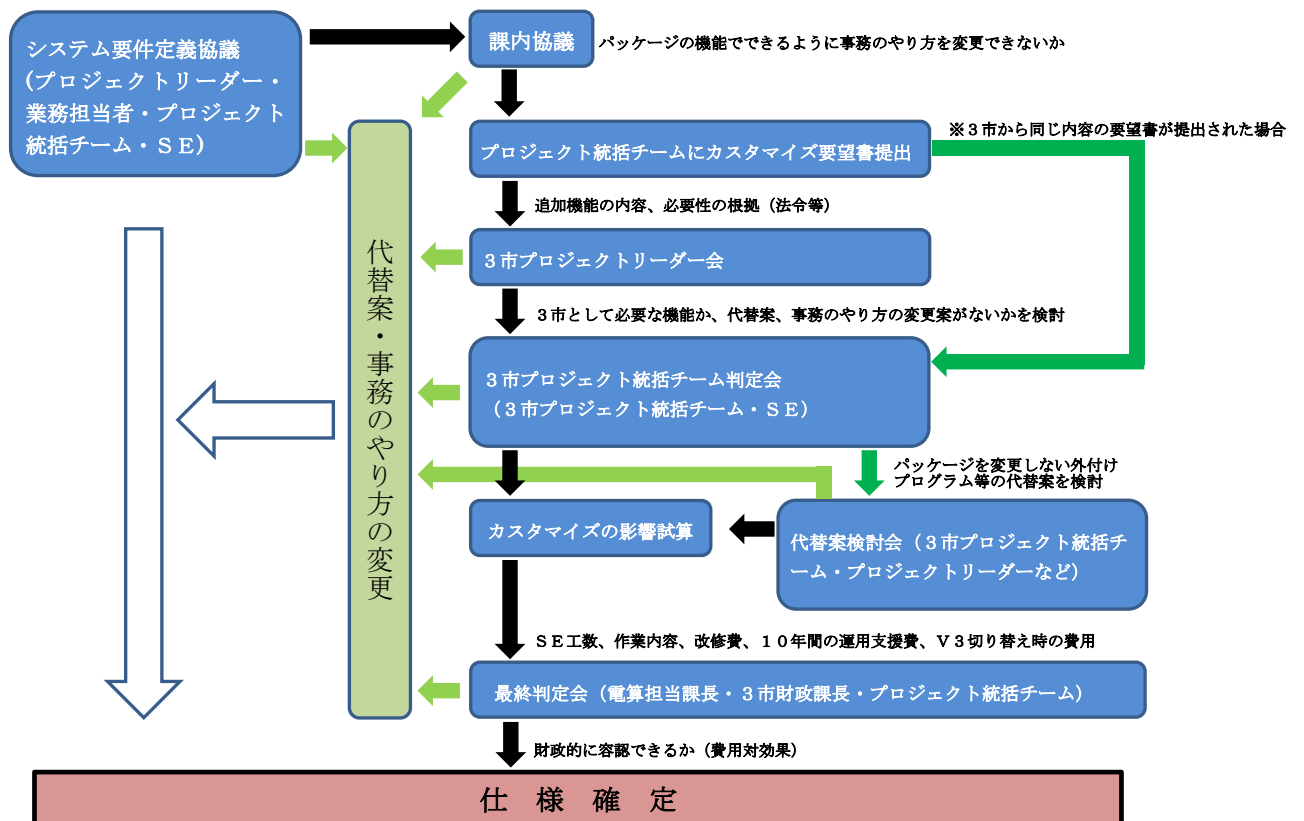 システム要件定義協議
(プロジェクトリーダー・
業務担当者・プロジェクト
統括チーム・ＳＥ)
課内協議
パッケージの機能でできるように事務のやり方を変更できないか
※３市から同じ内容の要望書が提出された場合
プロジェクト統括チームにカスタマイズ要望書提出
追加機能の内容、必要性の根拠（法令等）
３市プロジェクトリーダー会
３市として必要な機能か、代替案、事務のやり方の変更案がないかを検討
代替案・事務のやり方の変更
３市プロジェクト統括チーム判定会
（３市プロジェクト統括チーム・ＳＥ）
パッケージを変更しない外付け
プログラム等の代替案を検討
カスタマイズの影響試算
代替案検討会（３市プロジェクト統括チ
ーム・プロジェクトリーダーなど）
ＳＥ工数、作業内容、改修費、１０年間の運用支援費、Ｖ３切り替え時の費用
最終判定会（電算担当課長・３市財政課長・プロジェクト統括チーム）
財政的に容認できるか（費用対効果）
仕 様 確 定